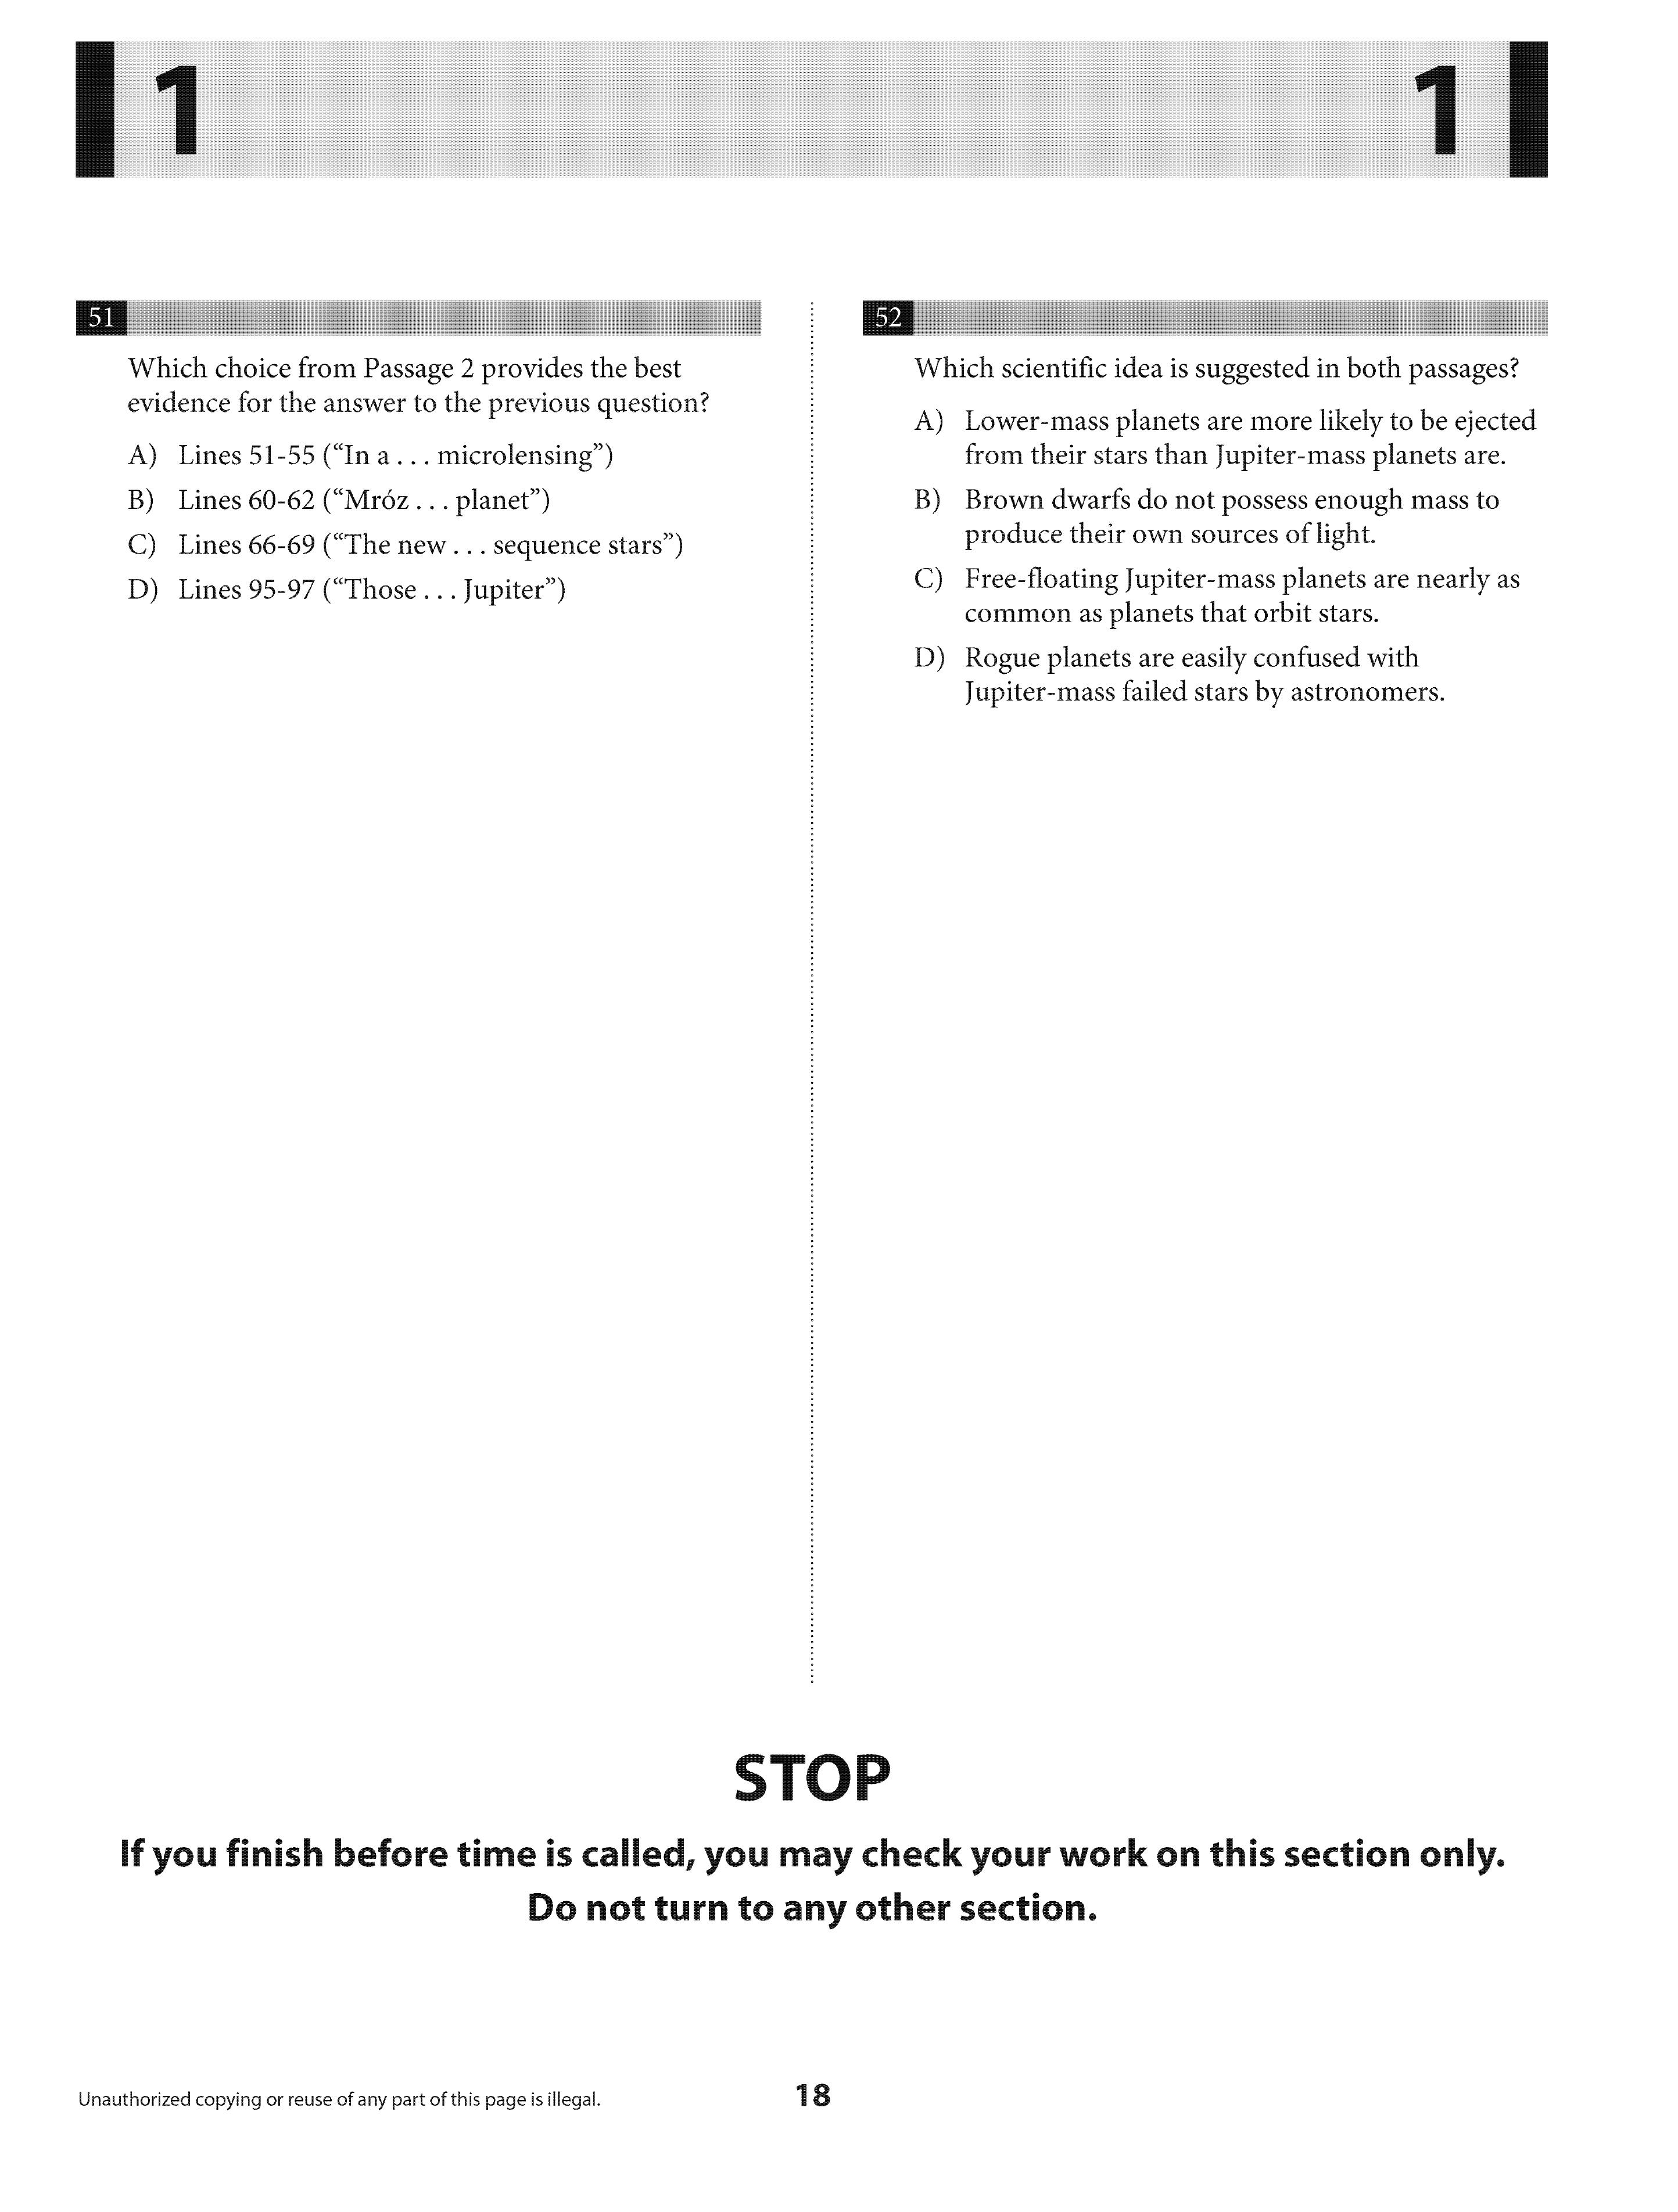 1
1
51
Which choice from Passage 2 provides the best
evidence for the answer to the previous question?
A) Lines 51-55 (“In a . . . microlensing”)
B) Lines 60-62 (“Mróz . . . planet”)
C) Lines 66-69 (“The new . . . sequence stars”)
D) Lines 95-97 (“Those . . . Jupiter”)
52
Which scientific idea is suggested in both passages?
A) Lower-mass planets are more likely to be ejected
from their stars than Jupiter-mass planets are.
B) Brown dwarfs do not possess enough mass to
produce their own sources of light.
C) Free-floating Jupiter-mass planets are nearly as
common as planets that orbit stars.
D) Rogue planets are easily confused with
Jupiter-mass failed stars by astronomers.
STOP
If you finish before time is called, you may check your work on this section only.
Do not turn to any other section.
Unauthorized copying or reuse of any part of this page is illegal.
18